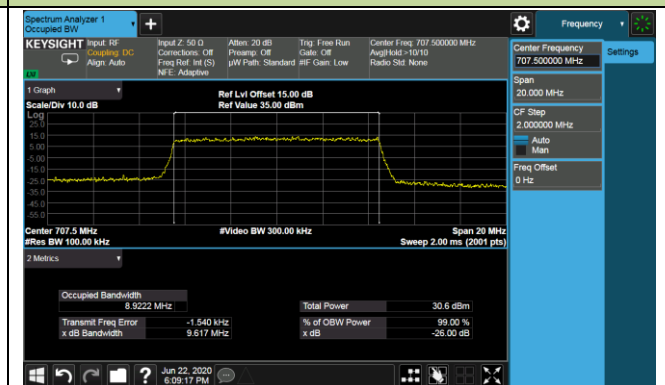 Spectrum Analyzer 1
Occupied BW
Frequency
KEYSIGHT
Input: RF
Coupling: DC
Align: Auto
Input Z: 50 Ω
Corrections: Off
Freq Ref: Int (S)
NFE: Adaptive
Atten: 20 dB
Preamp: Off
µW Path: Standard
Trig: Free Run
Gate: Off
#IF Gain: Low
Center Freq: 707.500000 MHz
Avg|Hold:>10/10
Radio Std: None
Center Frequency
707.500000 MHz
Settings
Span
20.000 MHz
CF Step
2.000000 MHz
Auto
Man
Freq Offset
0 Hz
1 Graph
Scale/Div 10.0 dB
Ref Lvl Offset 15.00 dB
Ref Value 35.00 dBm
Log
25.0
15.0
5.00
-5.00
-15.0
-25.0
-35.0
-45.0
-55.0
Center 707.5 MHz
#Res BW 100.00 kHz
#Video BW 300.00 kHz
Span 20 MHz
Sweep 2.00 ms (2001 pts)
2 Metrics
Occupied Bandwidth
8.9222 MHz
Total Power 30.6 dBm
Transmit Freq Error -1.540 kHz
% of OBW Power 99.00 %
x dB Bandwidth 9.617 MHz
x dB -26.00 dB
Jun 22, 2020
6:09:17 PM